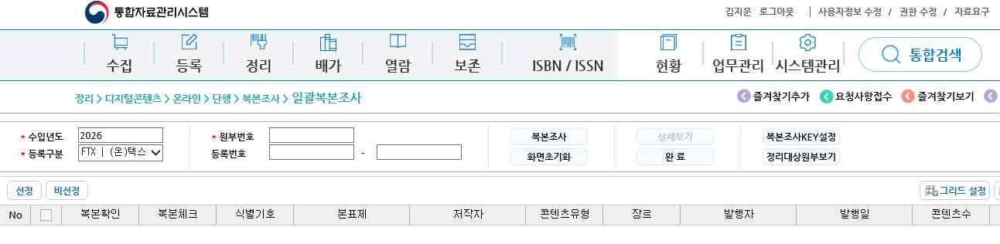 통합자료관리시스템
김지운 로그아웃 | 사용자정보 수정 / 권한 수정 / 자료요구
수집 등록 정리 배가 열람 보존 ISBN / ISSN 현황 업무관리 시스템관리 통합검색
정리 > 디지털콘텐츠 > 온라인 > 단행 > 복본조사 > 일괄복본조사
즐겨찾기추가 요청사항접수 즐겨찾기보기
* 수입년도 2026 * 원부번호 복본조사 상세보기 복본조사KEY설정
* 등록구분 FTX | (온)텍스 등록번호 - 화면초기화 완 료 정리대상원부보기
선정 비선정 그리드 설정
No 복본확인 복본체크 식별기호 본표제 저작자 콘텐츠유형 장르 발행자 발행일 콘텐츠수